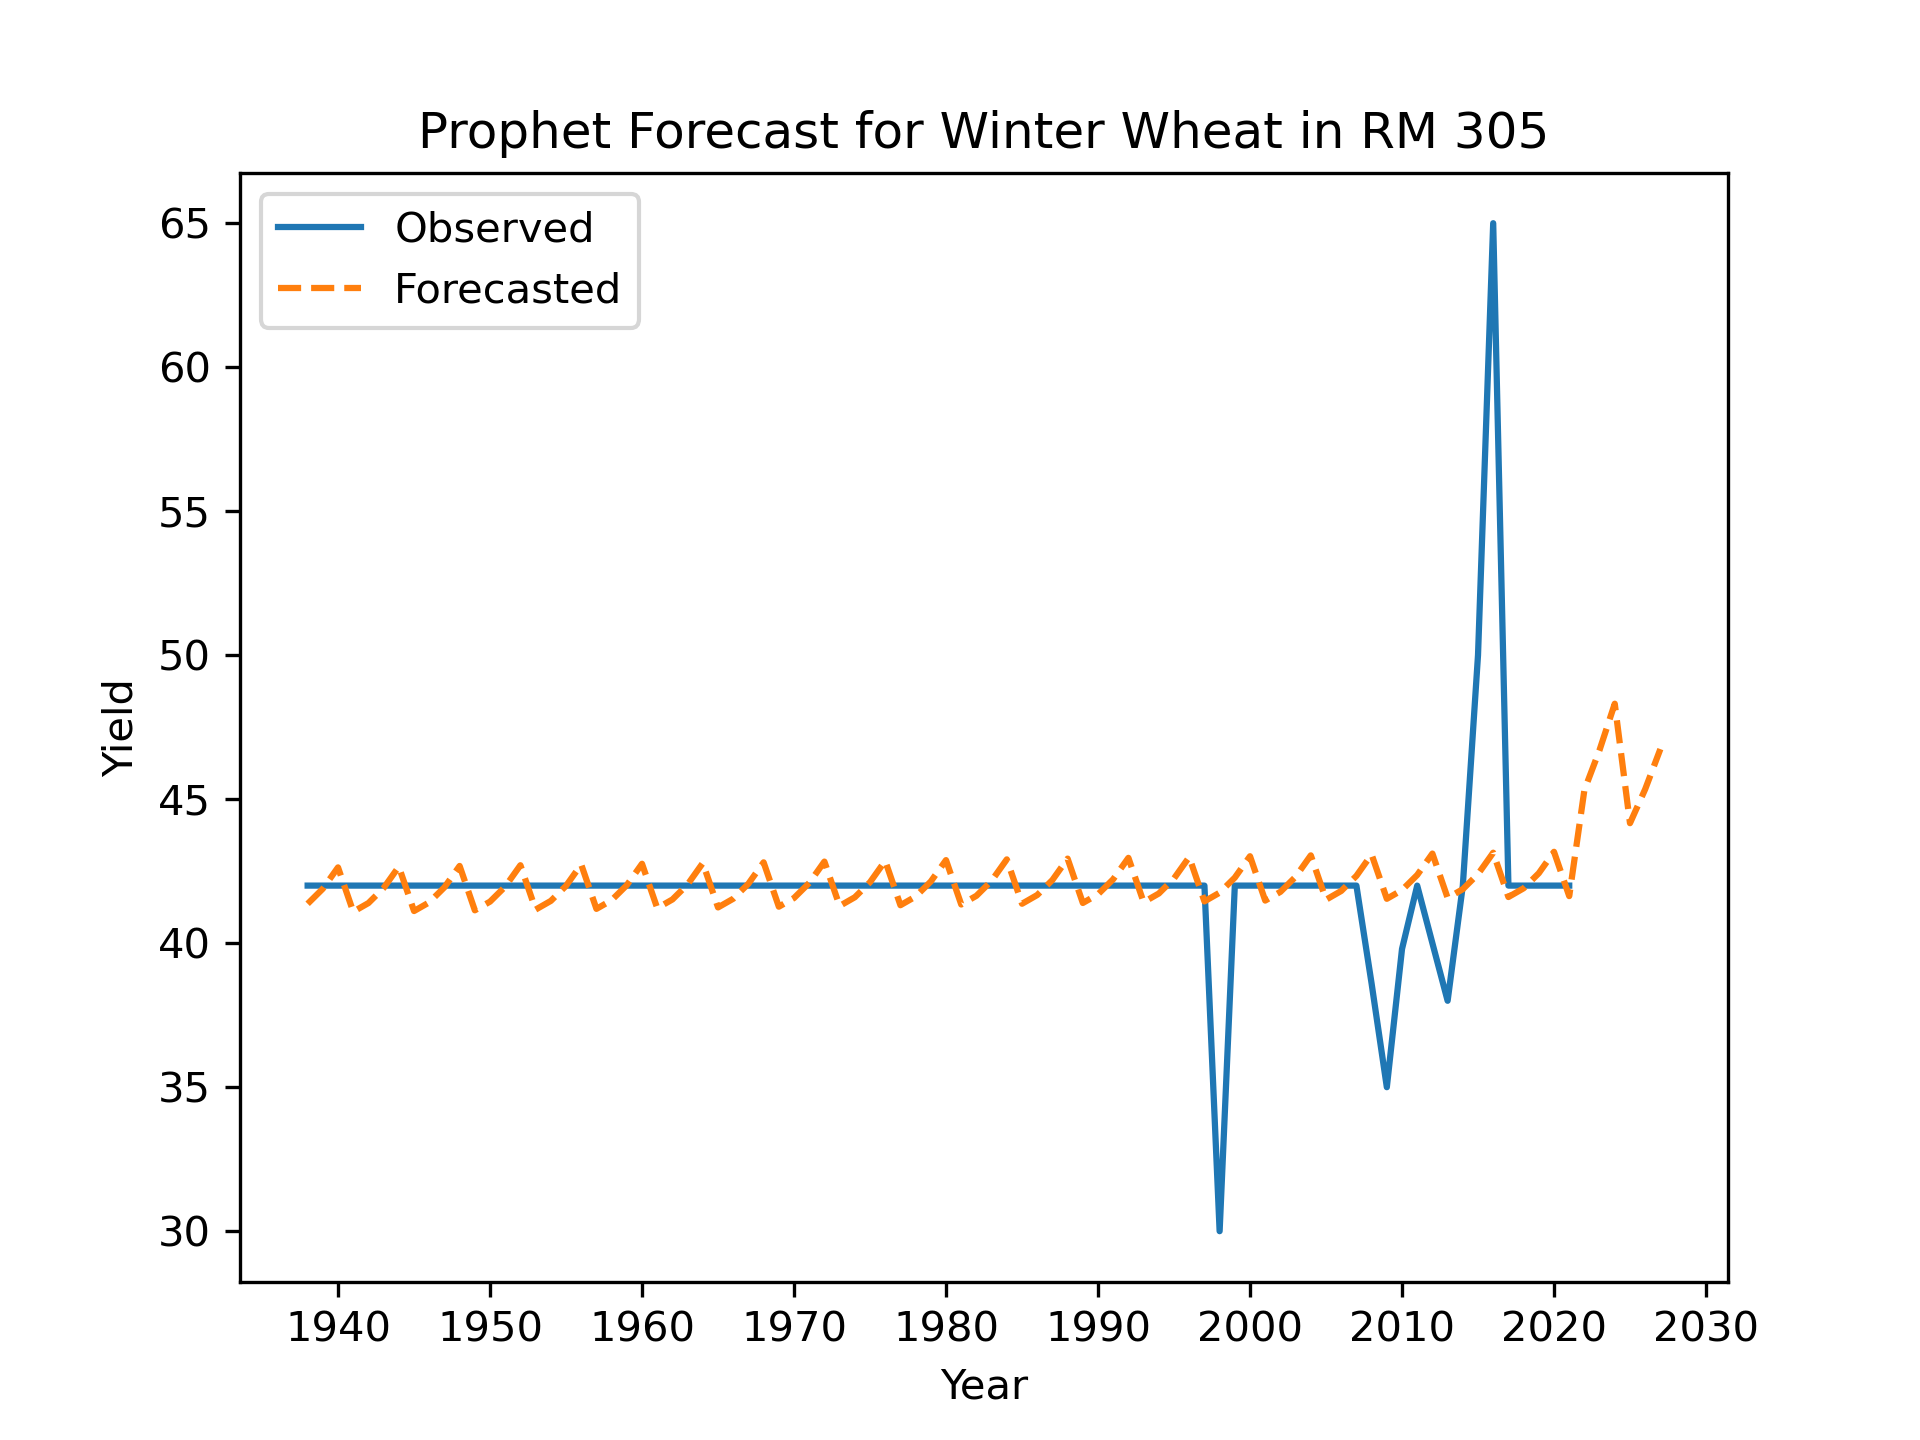 Prophet Forecast for Winter Wheat in RM 305
Observed
Forecasted
65
60
55
50
45
40
35
30
Yield
1940 1950 1960 1970 1980 1990 2000 2010 2020 2030
Year